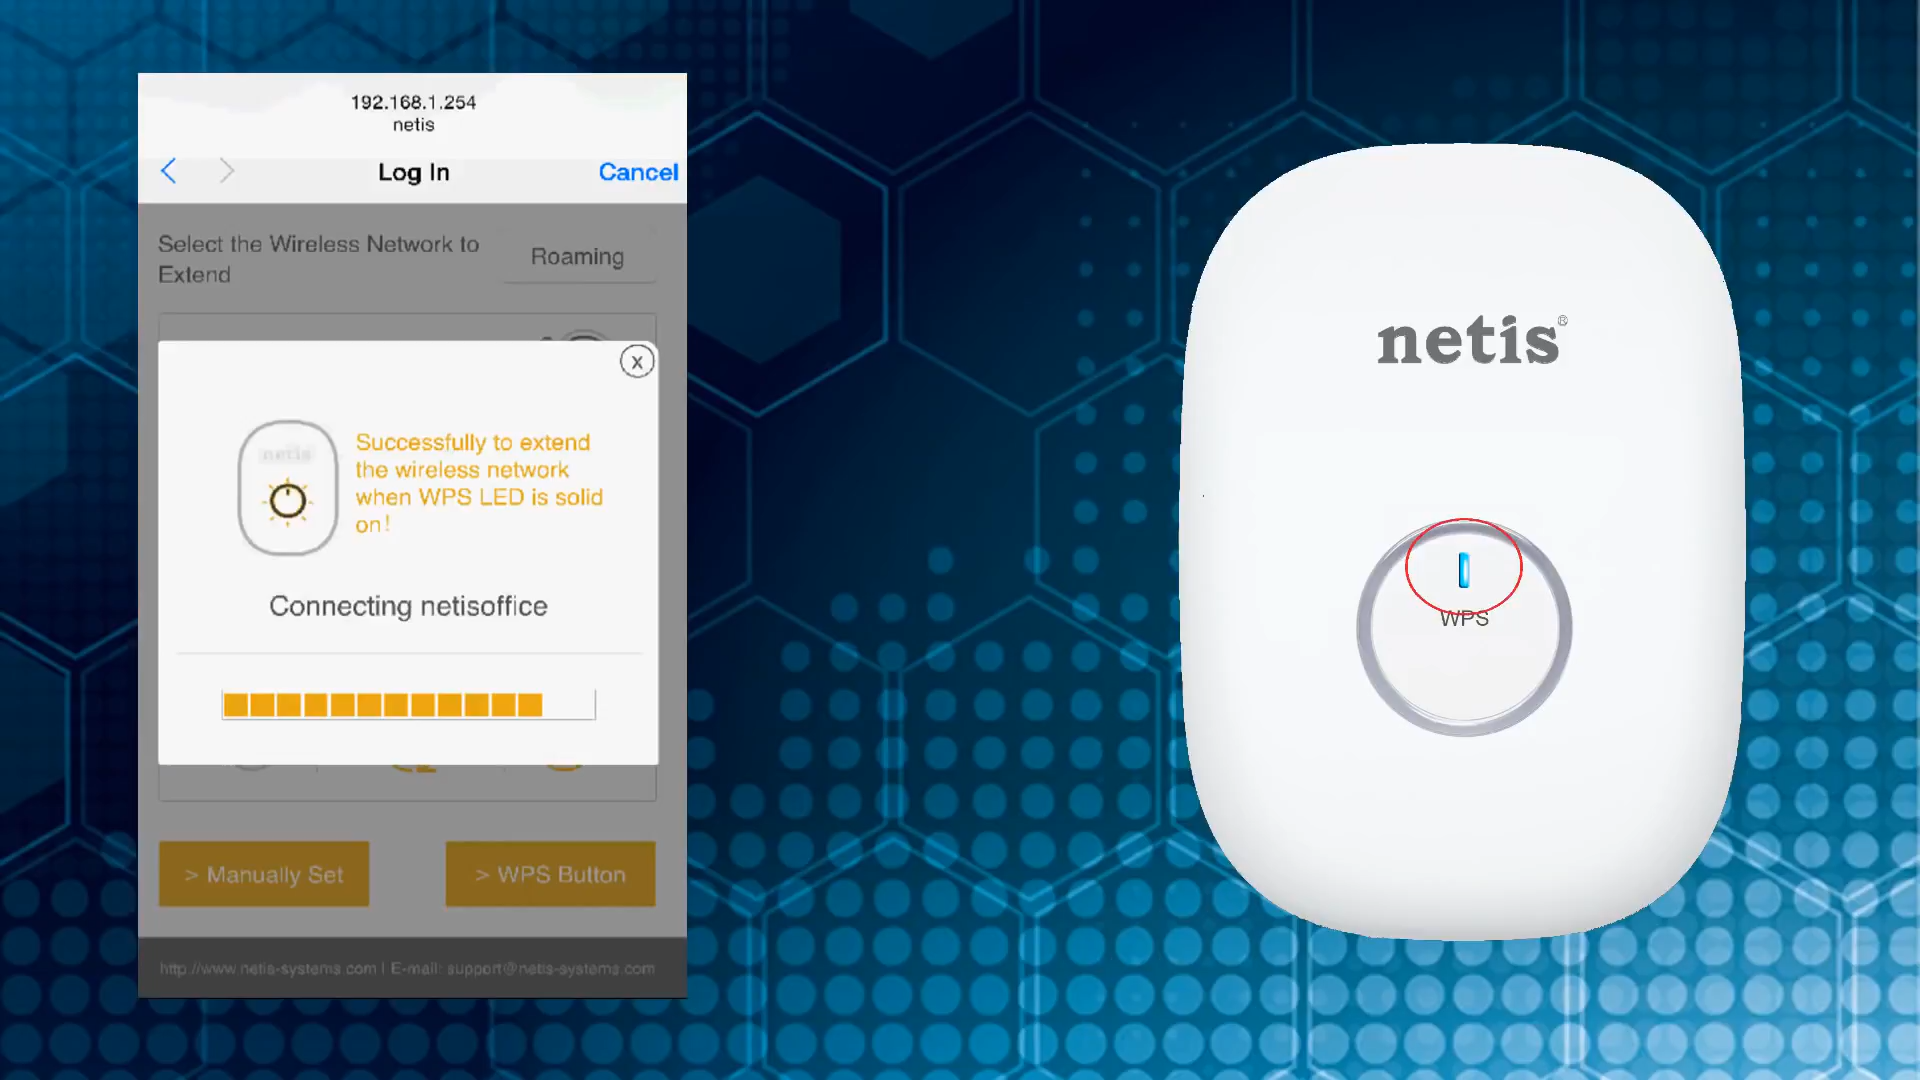 192.168.1.254
netis
Log In
Cancel
Select the Wireless Network to
Extend
Roaming
x
netis
Successfully to extend
the wireless network
when WPS LED is solid
on!
Connecting netisoffice
> Manually Set
> WPS Button
http://www.netis-systems.com | E-mail: support@netis-systems.com
netis®
WPS